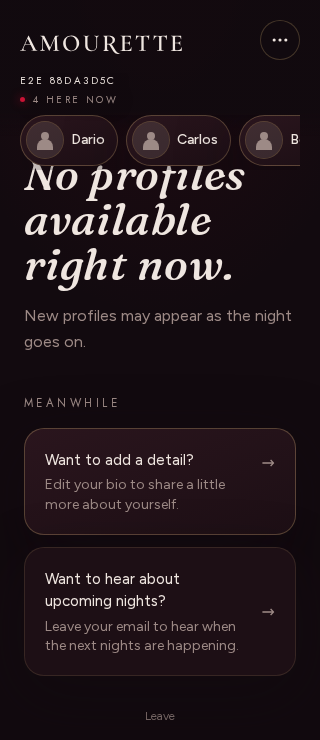 AMOURETTE
E2E 88DA3D5C
4 HERE NOW
Dario
Carlos
No profiles
available
right now.
New profiles may appear as the night
goes on.
MEANWHILE
Want to add a detail?
→
Edit your bio to share a little
more about yourself.
Want to hear about
upcoming nights?
→
Leave your email to hear when
the next nights are happening.
Leave